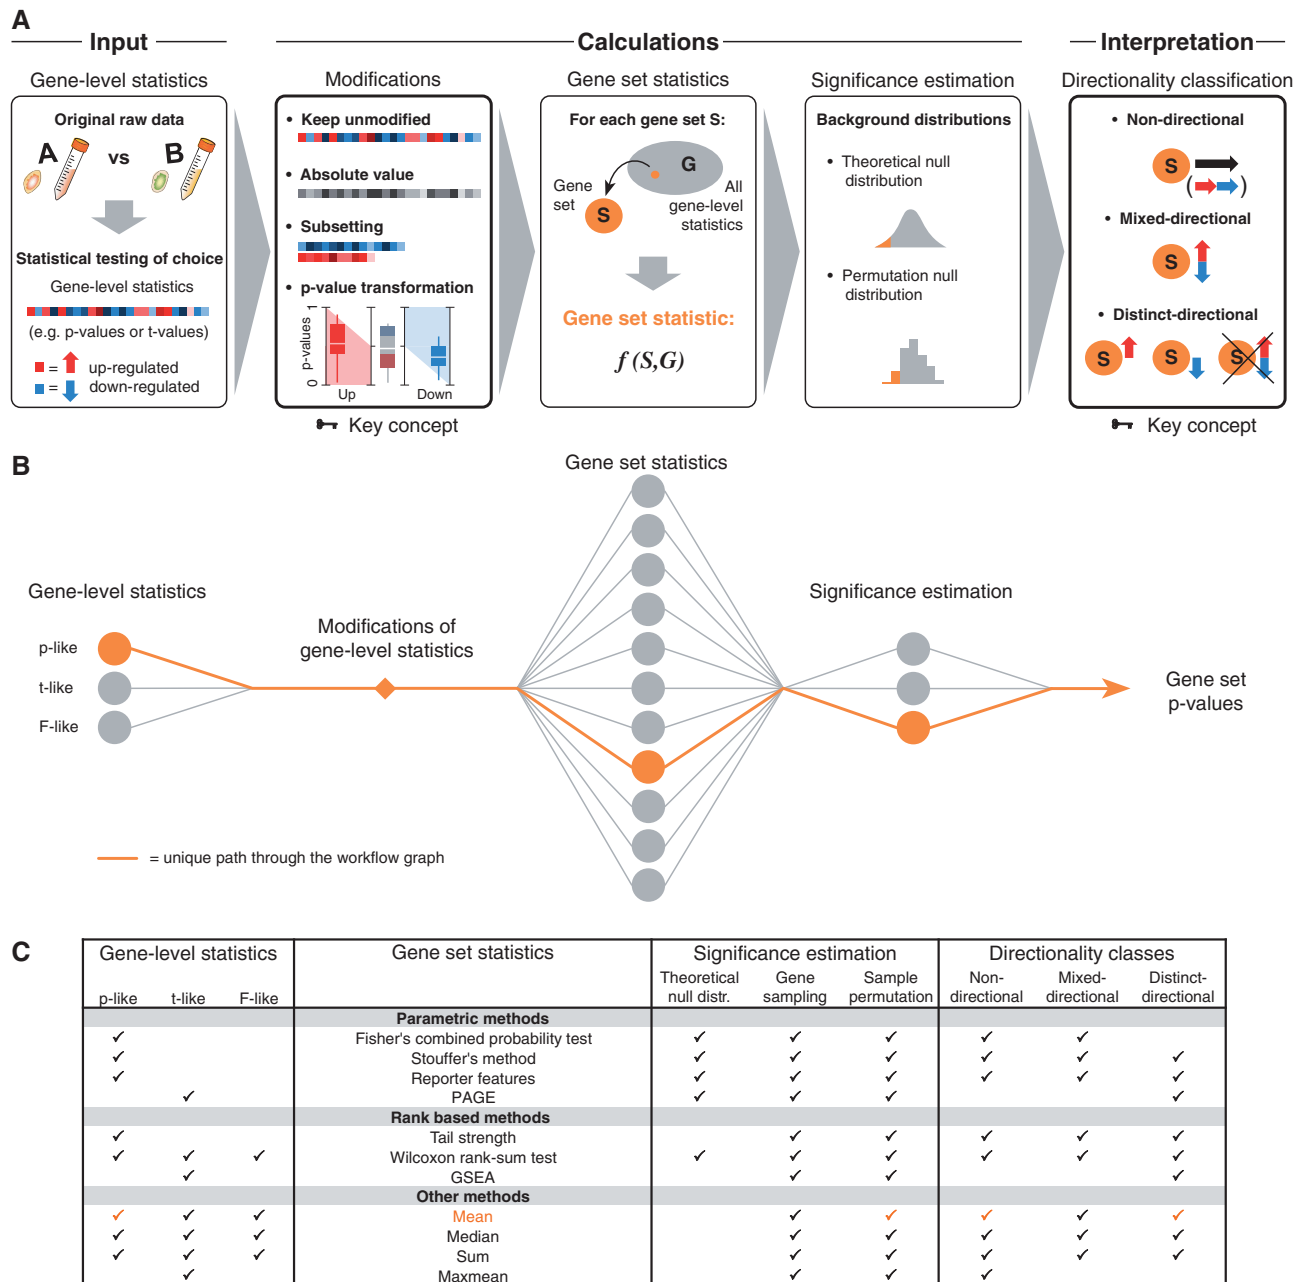 A
Input
Calculations
Interpretation
Gene-level statistics
Modifications
Gene set statistics
Significance estimation
Directionality classification
Original raw data
A vs B
Statistical testing of choice
Gene-level statistics
(e.g. p-values or t-values)
= up-regulated
= down-regulated
• Keep unmodified
• Absolute value
• Subsetting
• p-value transformation
p-values
1
0
Up
Down
Key concept
For each gene set S:
G
Gene
set
S
All
gene-level
statistics
Gene set statistic:
f (S,G)
Background distributions
• Theoretical null
distribution
• Permutation null
distribution
• Non-directional
S
( )
• Mixed-directional
S
• Distinct-directional
S S S
Key concept
B
Gene set statistics
Gene-level statistics
Significance estimation
p-like
t-like
F-like
Modifications of
gene-level statistics
Gene set
p-values
= unique path through the workflow graph
C
Gene-level statistics Gene set statistics Significance estimation Directionality classes
p-like t-like F-like Theoretical null distr. Gene sampling Sample permutation Non-directional Mixed-directional Distinct-directional
Parametric methods
✓ Fisher's combined probability test ✓ ✓ ✓ ✓ ✓
✓ Stouffer's method ✓ ✓ ✓ ✓ ✓ ✓
✓ Reporter features ✓ ✓ ✓ ✓ ✓ ✓
✓ PAGE ✓ ✓ ✓ ✓
Rank based methods
✓ Tail strength ✓ ✓ ✓ ✓ ✓
✓ ✓ ✓ Wilcoxon rank-sum test ✓ ✓ ✓ ✓ ✓ ✓
✓ GSEA ✓ ✓ ✓
Other methods
✓ ✓ ✓ Mean ✓ ✓ ✓ ✓ ✓
✓ ✓ ✓ Median ✓ ✓ ✓ ✓ ✓
✓ ✓ ✓ Sum ✓ ✓ ✓ ✓ ✓
✓ Maxmean ✓ ✓ ✓